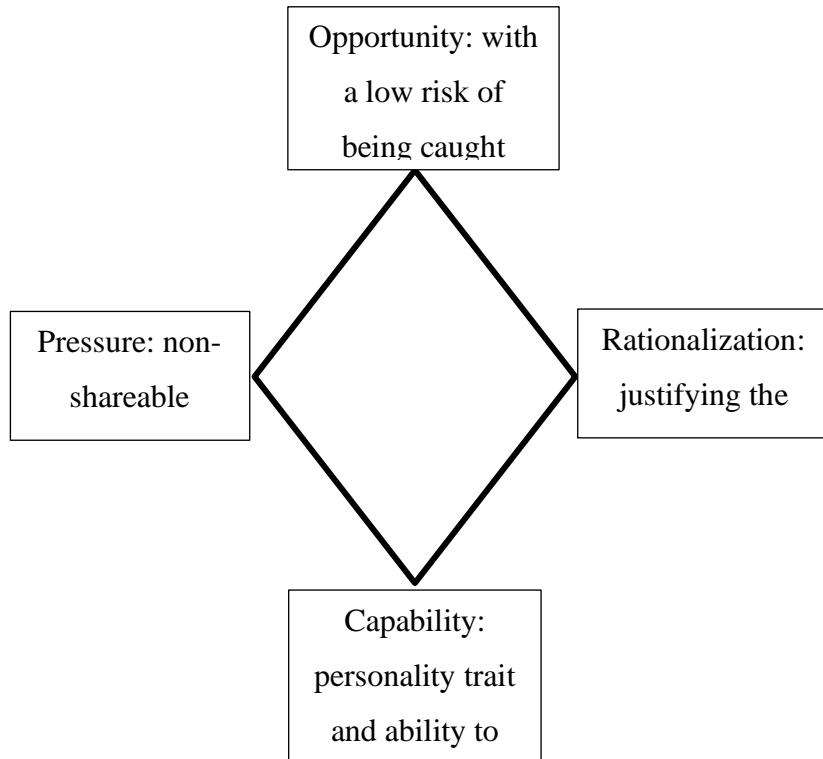 Opportunity: with
a low risk of
being caught
Pressure: non-
shareable
Rationalization:
justifying the
Capability:
personality trait
and ability to